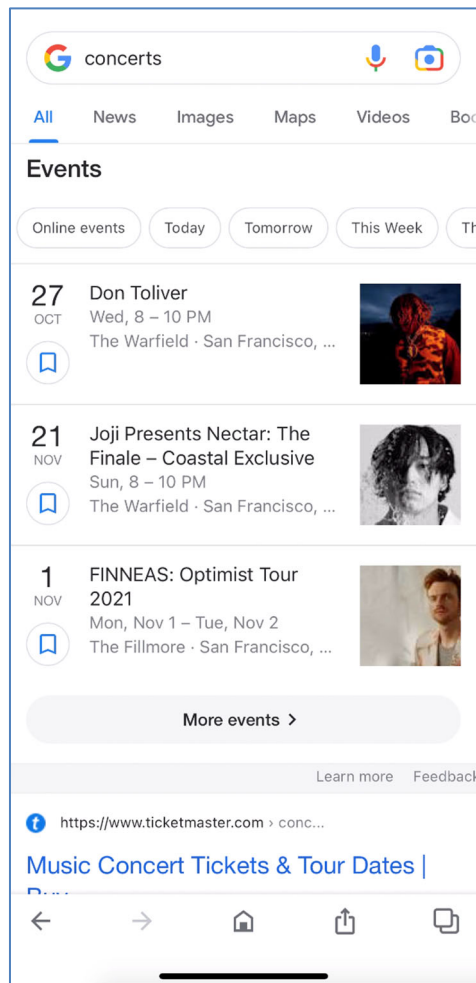 concerts
All News Images Maps Videos Boo
Events
Online events Today Tomorrow This Week Th
27 Don Toliver
OCT Wed, 8 – 10 PM
The Warfield · San Francisco, ...
21 Joji Presents Nectar: The
NOV Finale – Coastal Exclusive
Sun, 8 – 10 PM
The Warfield · San Francisco, ...
1 FINNEAS: Optimist Tour
NOV 2021
Mon, Nov 1 – Tue, Nov 2
The Fillmore · San Francisco, ...
More events >
Learn more Feedback
https://www.ticketmaster.com › conc...
Music Concert Tickets & Tour Dates |